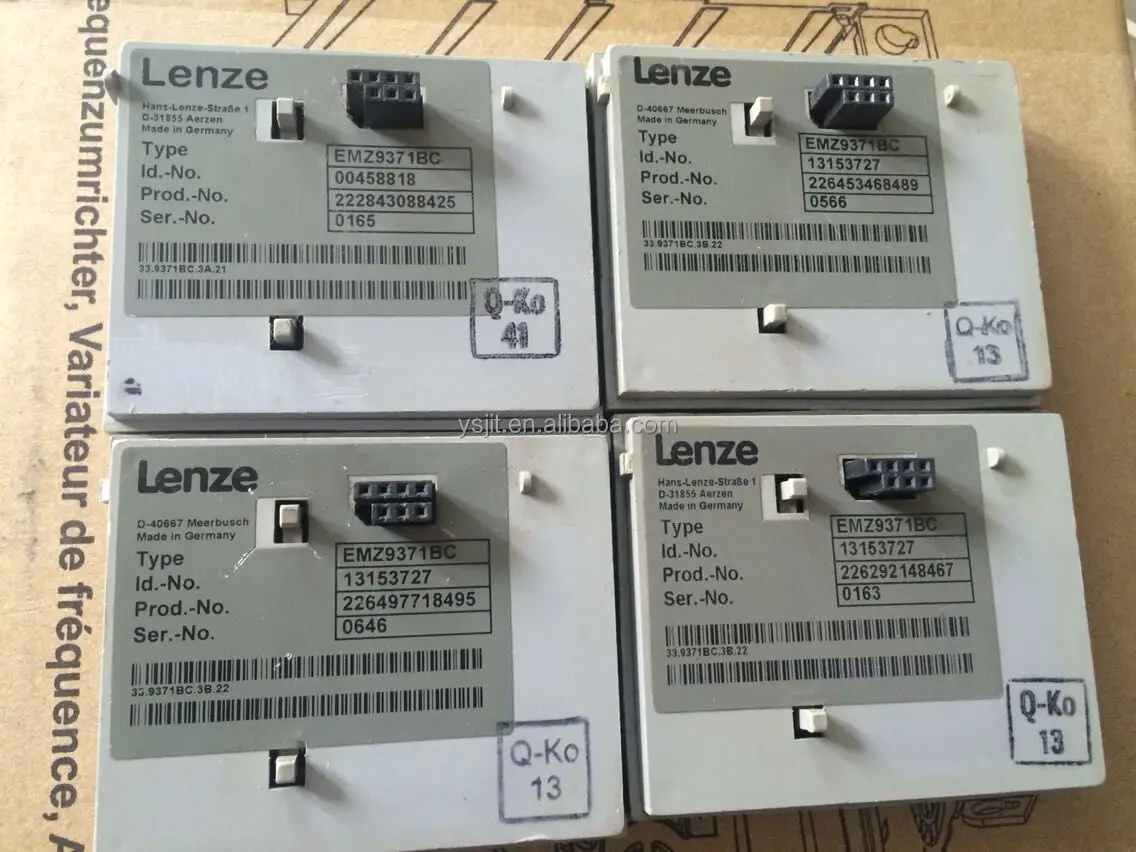 equenzumrichter, Variateur de fréquence, A
Lenze
Hans-Lenze-Straße 1
D-31855 Aerzen
Made in Germany
Type EMZ9371BC
Id.-No. 00458818
Prod.-No. 222843088425
Ser.-No. 0165
33.9371BC.3A.21
Q-Ko
41
Lenze
D-40667 Meerbusch
Made in Germany
Type EMZ9371BC
Id.-No. 13153727
Prod.-No. 226453468489
Ser.-No. 0566
33.9371BC.3B.22
Q-Ko
13
ysjjt.en.alibaba.com
Lenze
D-40667 Meerbusch
Made in Germany
Type EMZ9371BC
Id.-No. 13153727
Prod.-No. 226497718495
Ser.-No. 0646
33.9371BC.3B.22
Q-Ko
13
Lenze
Hans-Lenze-Straße 1
D-31855 Aerzen
Made in Germany
Type EMZ9371BC
Id.-No. 13153727
Prod.-No. 226292148467
Ser.-No. 0163
33.9371BC.3B.22
Q-Ko
13